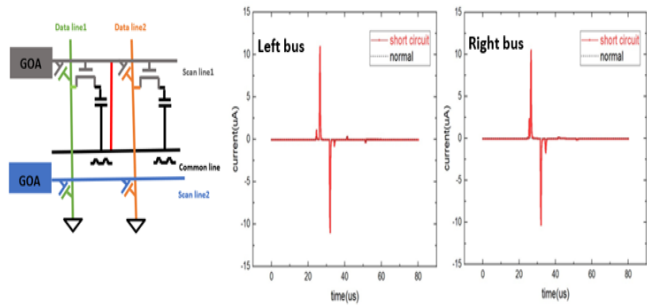 Data line1 Data line2
GOA
Scan line1
Common line
GOA
Scan line2
Left bus
short circuit
normal
current(uA)
15
10
5
0
-5
-10
-15
0 20 40 60 80
time(us)
Right bus
short circuit
normal
current(uA)
15
10
5
0
-5
-10
-15
0 20 40 60 80
time(us)